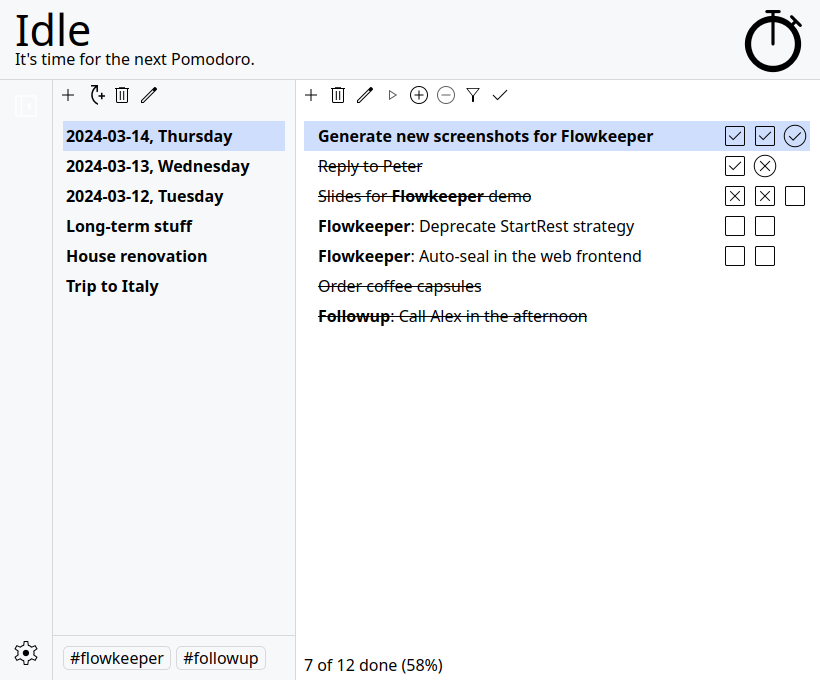 Idle
It's time for the next Pomodoro.
2024-03-14, Thursday
2024-03-13, Wednesday
2024-03-12, Tuesday
Long-term stuff
House renovation
Trip to Italy
#flowkeeper #followup
Generate new screenshots for Flowkeeper
Reply to Peter
Slides for Flowkeeper demo
Flowkeeper: Deprecate StartRest strategy
Flowkeeper: Auto-seal in the web frontend
Order coffee capsules
Followup: Call Alex in the afternoon
7 of 12 done (58%)